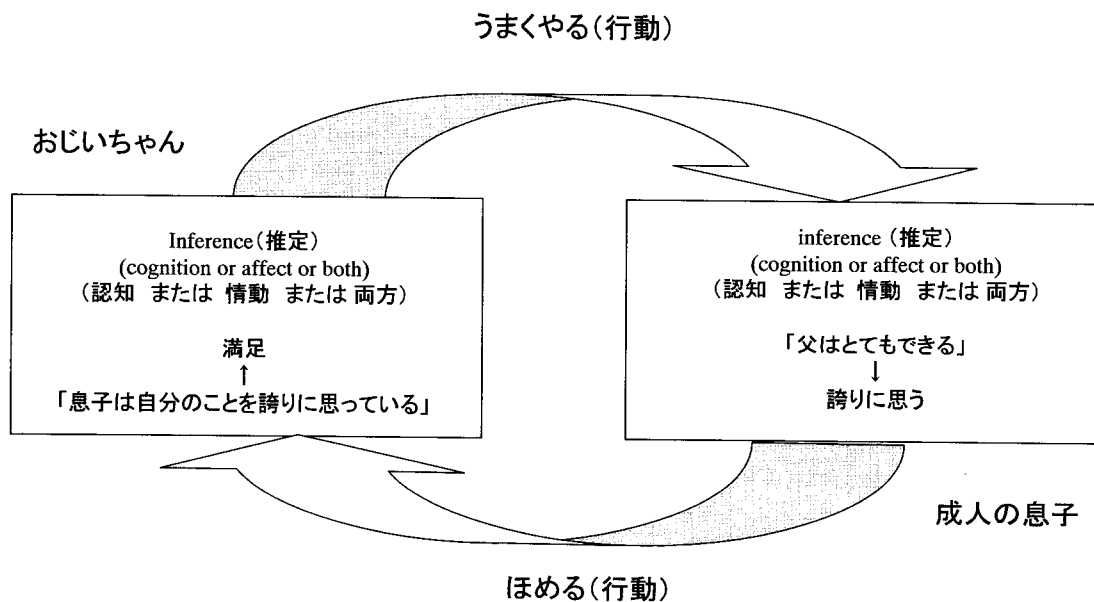 うまくやる(行動)
おじいちゃん
Inference(推定)
(cognition or affect or both)
(認知 または 情動 または 両方)
満足
↑
「息子は自分のことを誇りに思っている」
inference (推定)
(cognition or affect or both)
(認知 または 情動 または 両方)
「父はとてもできる」
↓
誇りに思う
成人の息子
ほめる(行動)